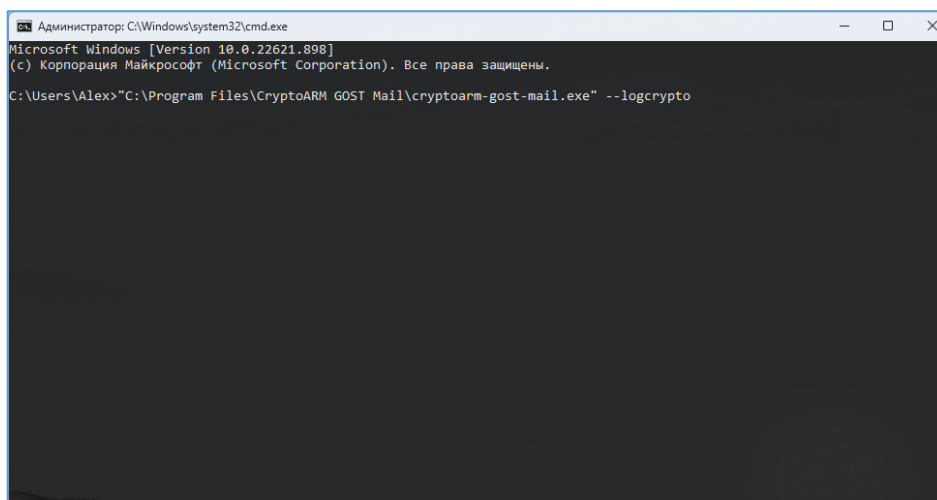 Администратор: C:\Windows\system32\cmd.exe
Microsoft Windows [Version 10.0.22621.898]
(c) Корпорация Майкрософт (Microsoft Corporation). Все права защищены.
C:\Users\Alex>"C:\Program Files\CryptoARM GOST Mail\cryptoarm-gost-mail.exe" --logcrypto